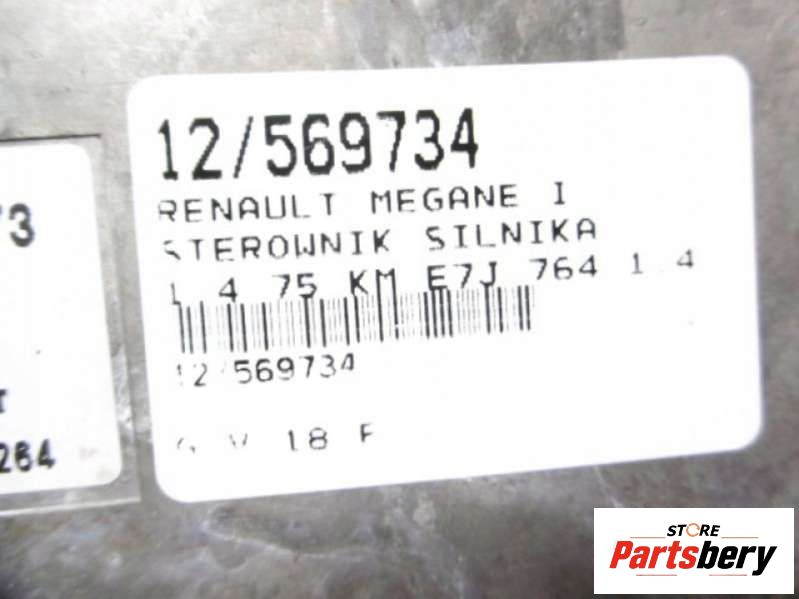 12/569734
RENAULT MEGANE I
STEROWNIK SILNIKA
1 4 75 KM E7J 764 1.4
12/569734
18 F
73
264
STORE
Partsbery